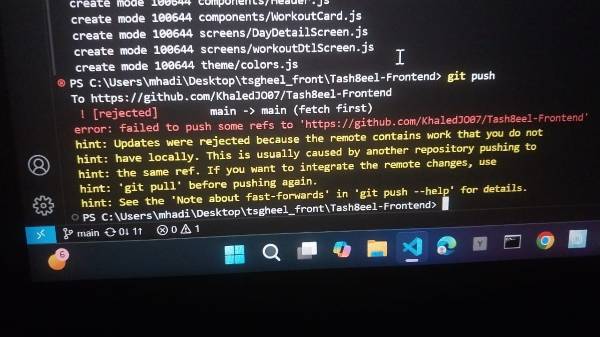 create mode 100644 components/Header.js
create mode 100644 components/WorkoutCard.js
create mode 100644 screens/DayDetailScreen.js
create mode 100644 screens/workoutDtlScreen.js
create mode 100644 theme/colors.js
PS C:\Users\mhadi\Desktop\tsgheel_front\Tash8eel-Frontend> git push
To https://github.com/KhaledJO07/Tash8eel-Frontend
! [rejected] main -> main (fetch first)
error: failed to push some refs to 'https://github.com/KhaledJO07/Tash8eel-Frontend'
hint: Updates were rejected because the remote contains work that you do not
hint: have locally. This is usually caused by another repository pushing to
hint: the same ref. If you want to integrate the remote changes, use
hint: 'git pull' before pushing again.
hint: See the 'Note about fast-forwards' in 'git push --help' for details.
PS C:\Users\mhadi\Desktop\tsgheel_front\Tash8eel-Frontend>
main 0↓ 1↑ 0 1
6